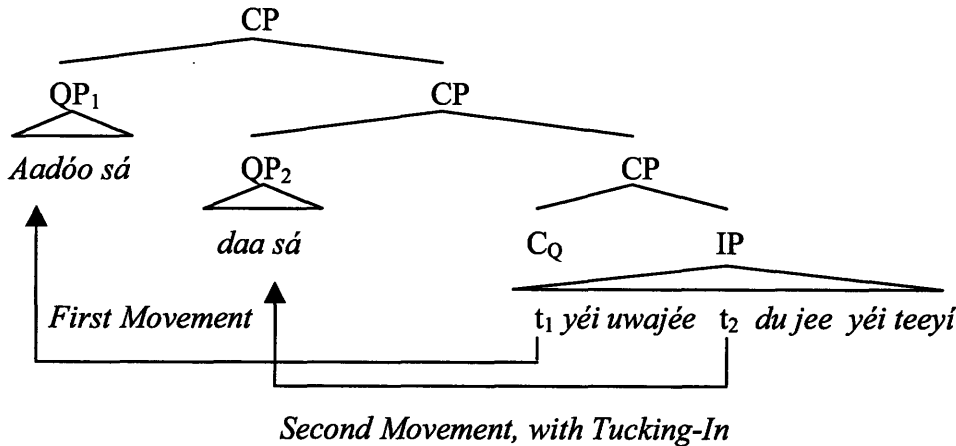 CP
QP₁ CP
Aadóo sá QP₂ CP
daa sá C_Q IP
First Movement t₁ yéi uwajée t₂ du jee yéi teeyí
Second Movement, with Tucking-In